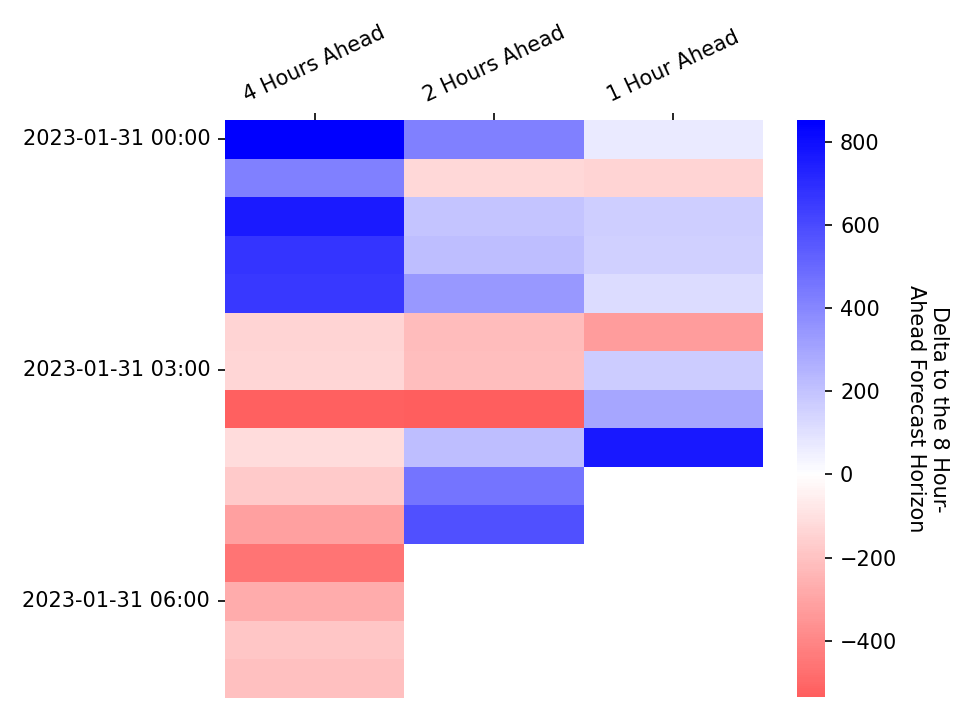 4 Hours Ahead
2 Hours Ahead
1 Hour Ahead
2023-01-31 00:00
2023-01-31 03:00
2023-01-31 06:00
800
600
400
200
0
−200
−400
Delta to the 8 Hour-
Ahead Forecast Horizon